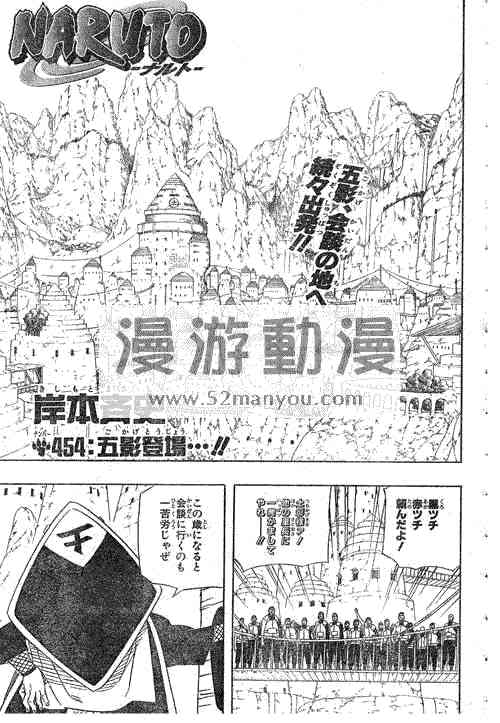 NARUTO
ーナルトー
五影、会談の地へ
続々出発!!
漫游動漫
www.52manyou.com
岸本斉史
454:五影登場…!!
黒ツチ
赤ツチ
頼んだよ!
土影様ァ!
他の里長に
一発かまして
やれ!!
この歳になると
会談に行くのも
一苦労じゃぜ